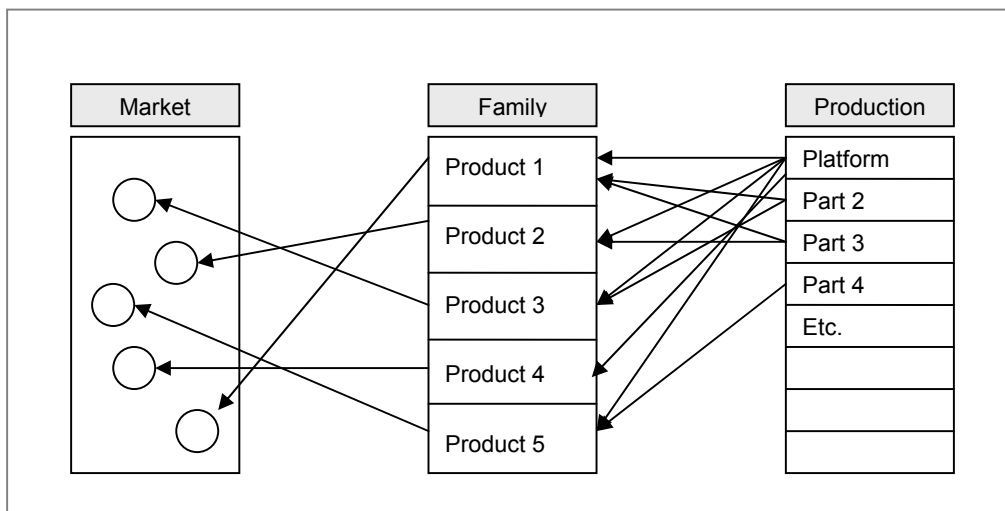 Market
Family
Production
Product 1
Product 2
Product 3
Product 4
Product 5
Platform
Part 2
Part 3
Part 4
Etc.